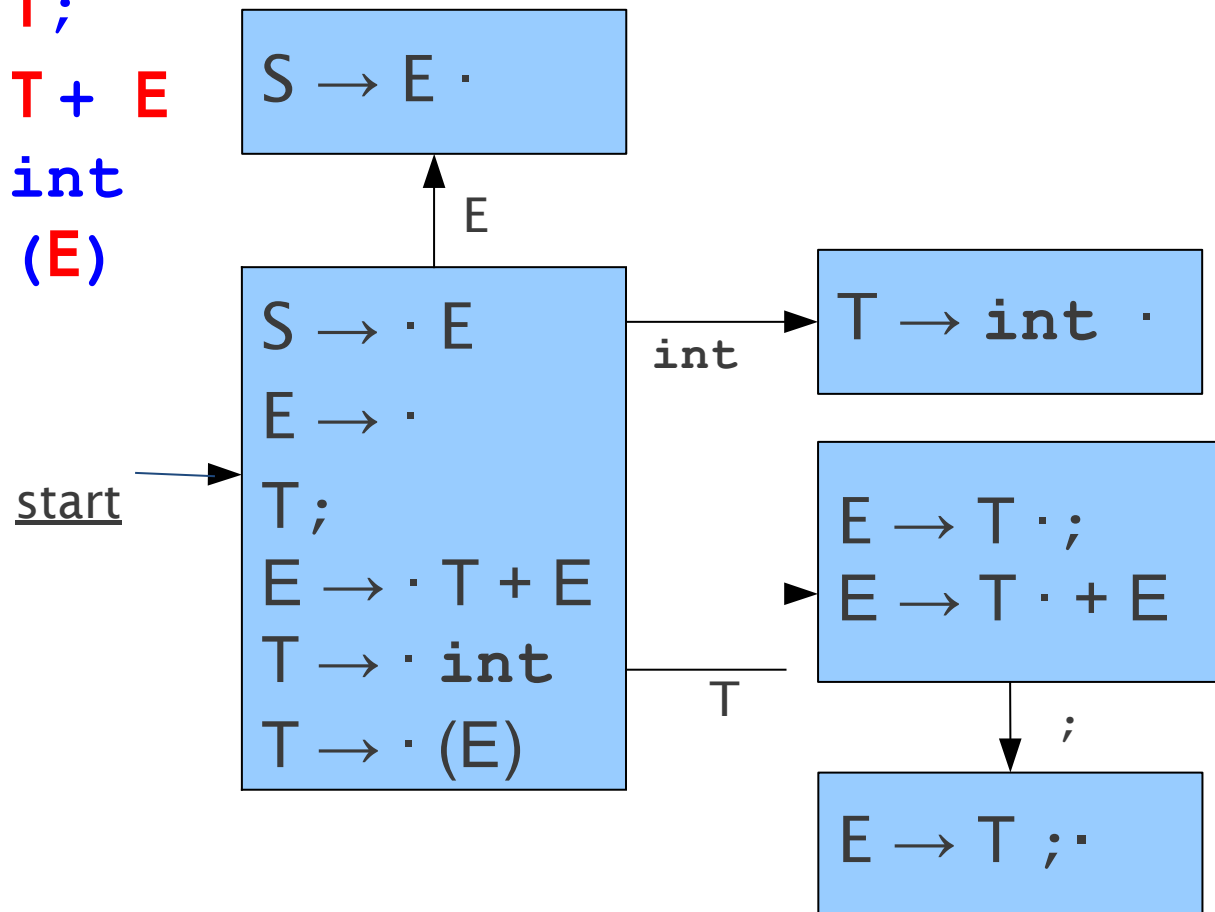 T;
T + E
int
(E)
S → E ·
E
S → · E
E → ·
T;
E → · T + E
T → · int
T → · (E)
start
int
T → int ·
T
E → T ·;
E → T · + E
;
E → T ;·